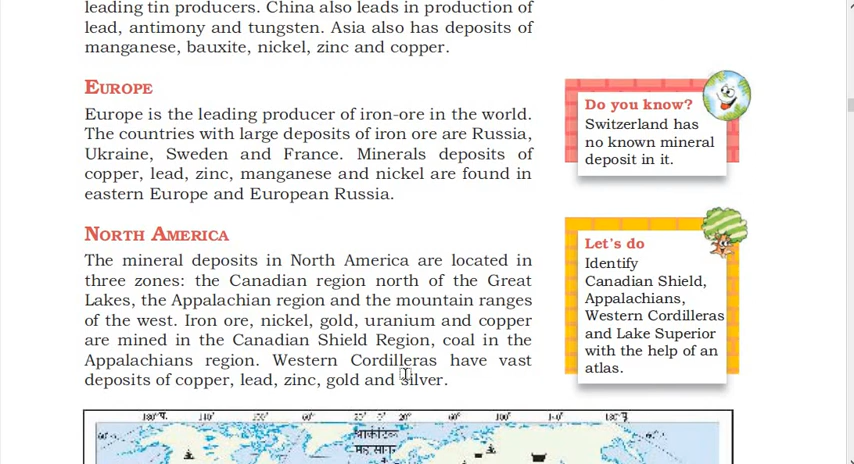 leading tin producers. China also leads in production of
lead, antimony and tungsten. Asia also has deposits of
manganese, bauxite, nickel, zinc and copper.
EUROPE
Europe is the leading producer of iron-ore in the world.
The countries with large deposits of iron ore are Russia,
Ukraine, Sweden and France. Minerals deposits of
copper, lead, zinc, manganese and nickel are found in
eastern Europe and European Russia.
Do you know?
Switzerland has
no known mineral
deposit in it.
NORTH AMERICA
The mineral deposits in North America are located in
three zones: the Canadian region north of the Great
Lakes, the Appalachian region and the mountain ranges
of the west. Iron ore, nickel, gold, uranium and copper
are mined in the Canadian Shield Region, coal in the
Appalachians region. Western Cordilleras have vast
deposits of copper, lead, zinc, gold and silver.
Let's do
Identify
Canadian Shield,
Appalachians,
Western Cordilleras
and Lake Superior
with the help of an
atlas.